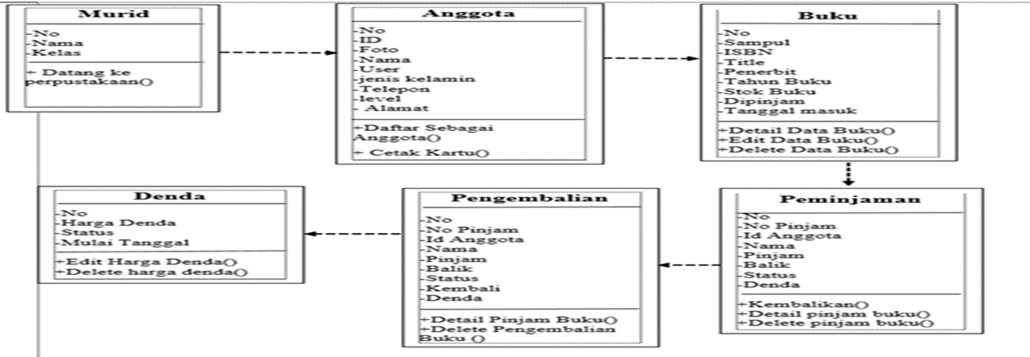 Murid
-No
-Nama
-Kelas
+ Datang ke
perpustakaan()
Anggota
-No
-ID
-Foto
-Nama
-User
-jenis kelamin
-Telepon
-level
- Alamat
+Daftar Sebagai
Anggota()
+ Cetak Kartu()
Buku
-No
-Sampul
-ISBN
-Title
-Penerbit
-Tahun Buku
-Stok Buku
-Dipinjam
-Tanggal masuk
+Detail Data Buku()
+Edit Data Buku()
+Delete Data Buku()
Denda
-No
-Harga Denda
-Status
-Mulai Tanggal
+Edit Harga Denda()
+Delete harga denda()
Pengembalian
-No
-No Pinjam
-Id Anggota
-Nama
-Pinjam
-Balik
-Status
-Kembali
-Denda
+Detail Pinjam Buku()
+Delete Pengembalian
Buku ()
Peminjaman
-No
-No Pinjam
-Id Anggota
-Nama
-Pinjam
-Balik
-Status
-Denda
+Kembalikan()
+Detail pinjam buku()
+Delete pinjam buku()